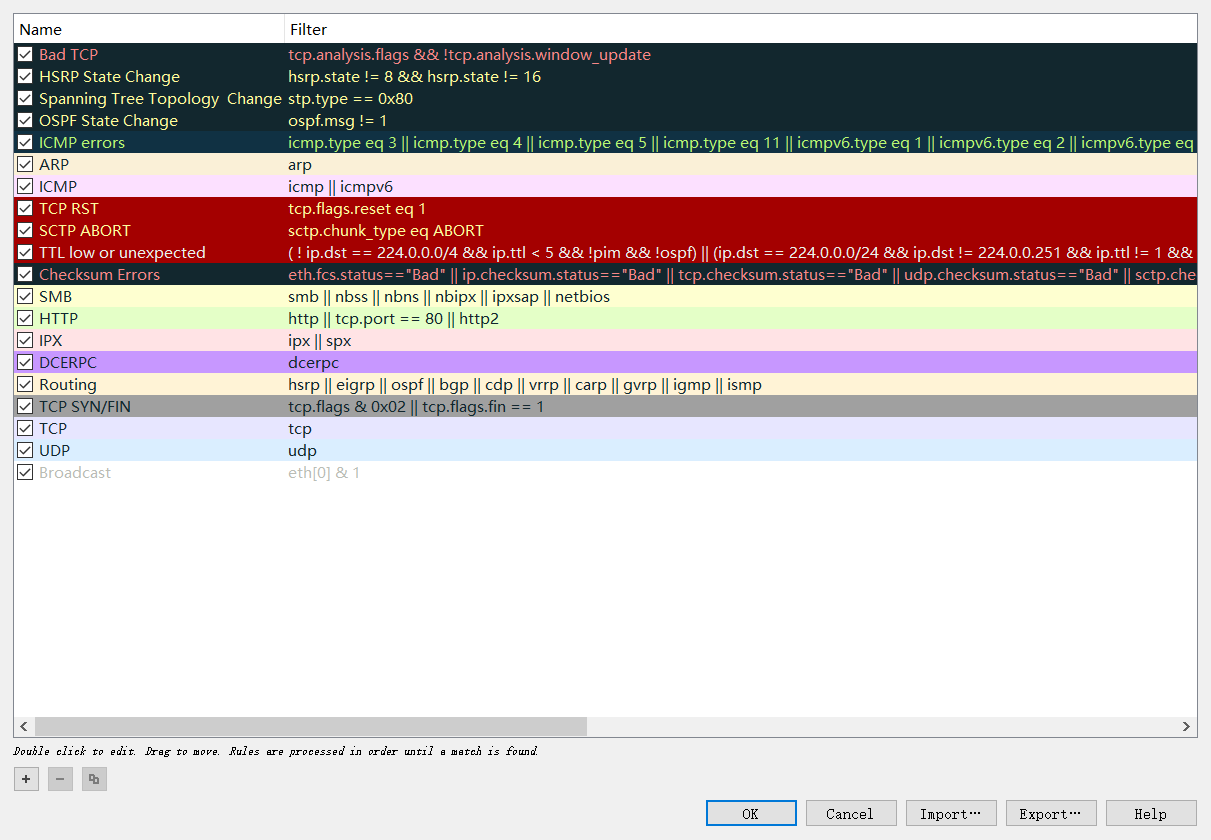 Name Filter
Bad TCP tcp.analysis.flags && !tcp.analysis.window_update
HSRP State Change hsrp.state != 8 && hsrp.state != 16
Spanning Tree Topology  Change stp.type == 0x80
OSPF State Change ospf.msg != 1
ICMP errors icmp.type eq 3 || icmp.type eq 4 || icmp.type eq 5 || icmp.type eq 11 || icmpv6.type eq 1 || icmpv6.type eq 2 || icmpv6.type eq
ARP arp
ICMP icmp || icmpv6
TCP RST tcp.flags.reset eq 1
SCTP ABORT sctp.chunk_type eq ABORT
TTL low or unexpected ( ! ip.dst == 224.0.0.0/4 && ip.ttl < 5 && !pim && !ospf) || (ip.dst == 224.0.0.0/24 && ip.dst != 224.0.0.251 && ip.ttl != 1 &&
Checksum Errors eth.fcs.status=="Bad" || ip.checksum.status=="Bad" || tcp.checksum.status=="Bad" || udp.checksum.status=="Bad" || sctp.che
SMB smb || nbss || nbns || nbipx || ipxsap || netbios
HTTP http || tcp.port == 80 || http2
IPX ipx || spx
DCERPC dcerpc
Routing hsrp || eigrp || ospf || bgp || cdp || vrrp || carp || gvrp || igmp || ismp
TCP SYN/FIN tcp.flags & 0x02 || tcp.flags.fin == 1
TCP tcp
UDP udp
Broadcast eth[0] & 1
Double click to edit. Drag to move. Rules are processed in order until a match is found.
OK Cancel Import… Export… Help